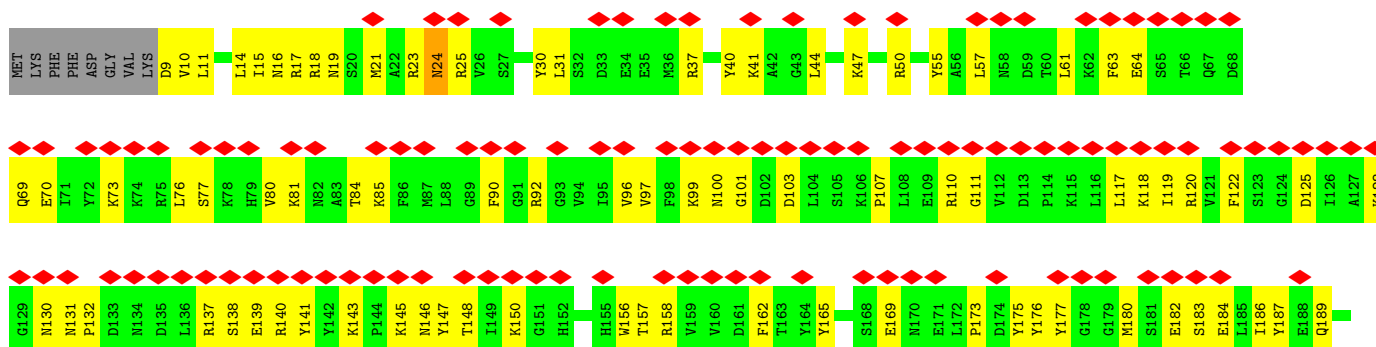 MET LYS PHE PHE ASP GLY VAL LYS D9 V10 L11 L14 I15 N16 R17 R18 N19 S20 M21 A22 R23 N24 R25 V26 S27 Y30 L31 S32 D33 E34 E35 M36 R37 Y40 K41 A42 G43 L44 K47 R50 Y55 A56 L57 N58 D59 T60 L61 K62 F63 E64 S65 T66 Q67 D68
Q69 E70 I71 Y72 K73 K74 R75 L76 S77 K78 H79 V80 K81 N82 A83 T84 K85 F86 M87 L88 G89 F90 G91 R92 G93 V94 I95 V96 V97 F98 K99 N100 G101 D102 D103 L104 S105 K106 P107 L108 E109 R110 G111 V112 D113 P114 K115 L116 L117 K118 I119 R120 V121 F122 S123 G124 D125 I126 A127
G129 N130 N131 P132 D133 N134 D135 L136 R137 S138 E139 R140 Y141 Y142 K143 P144 K145 N146 Y147 T148 I149 K150 G151 H152 H155 W156 T157 R158 V159 V160 D161 F162 T163 Y164 Y165 S168 E169 N170 E171 L172 P173 D174 Y175 Y176 Y177 G178 G179 M180 S181 E182 S183 E184 L185 I186 Y187 E188 Q189